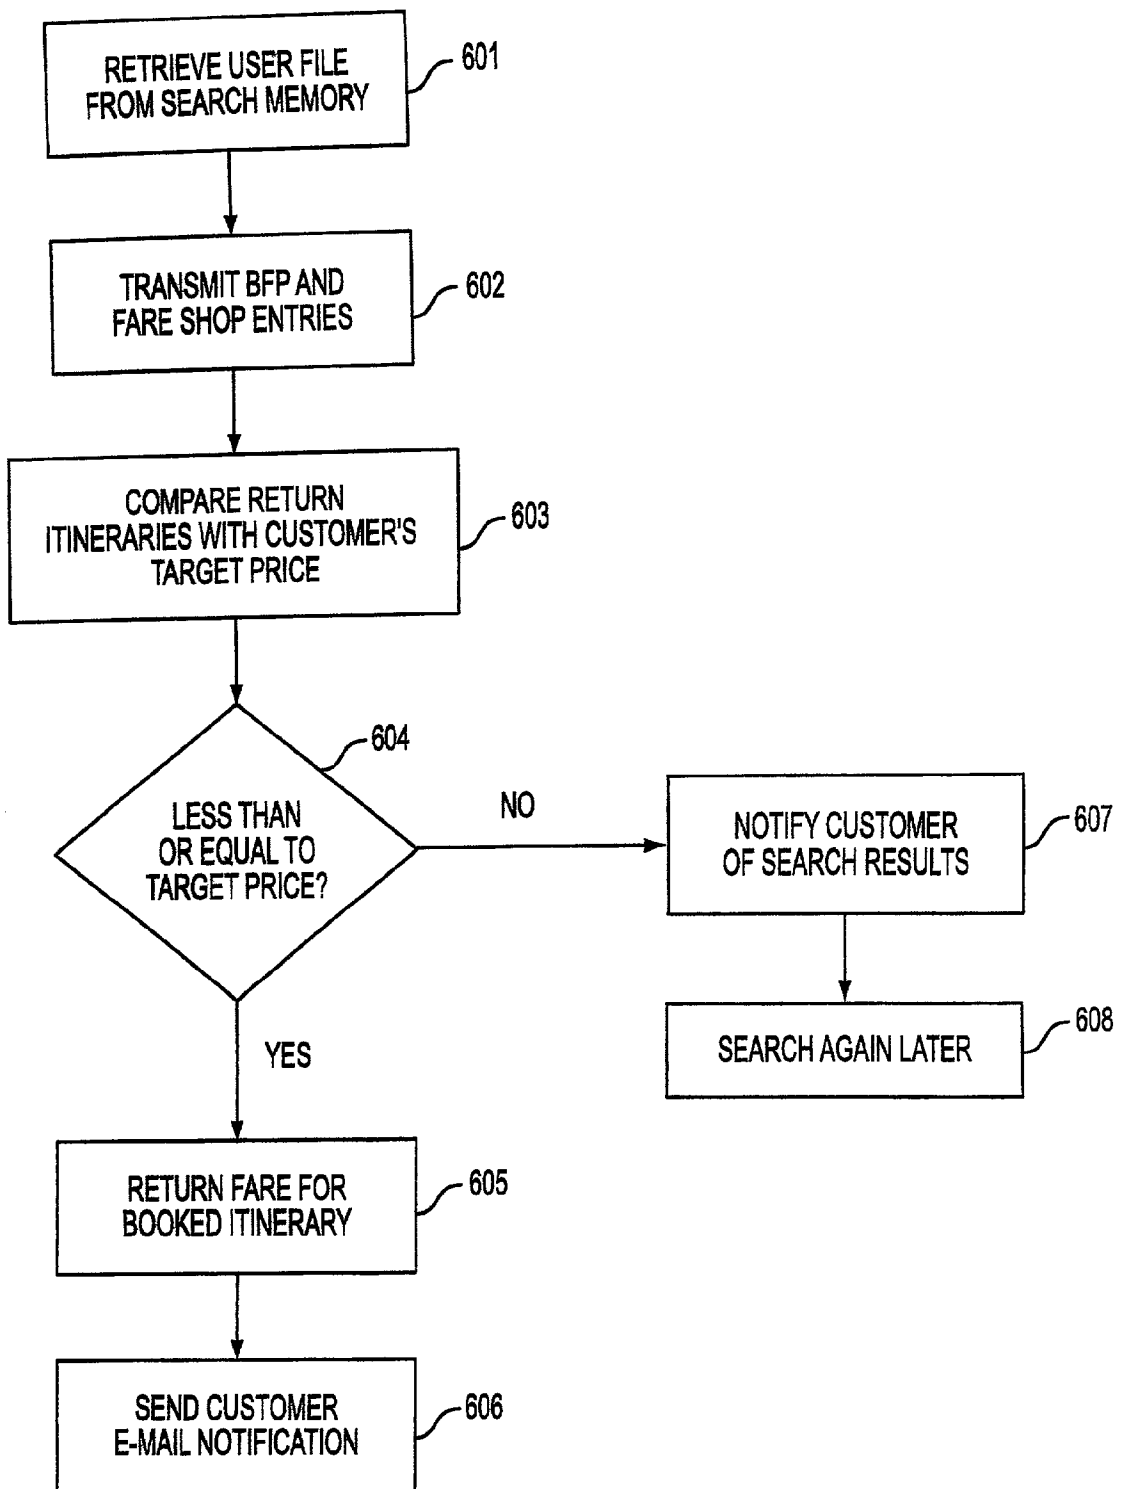 RETRIEVE USER FILE
FROM SEARCH MEMORY
601
TRANSMIT BFP AND
FARE SHOP ENTRIES
602
COMPARE RETURN
ITINERARIES WITH CUSTOMER'S
TARGET PRICE
603
604
LESS THAN
OR EQUAL TO
TARGET PRICE?
NO
NOTIFY CUSTOMER
OF SEARCH RESULTS
607
SEARCH AGAIN LATER
608
YES
RETURN FARE FOR
BOOKED ITINERARY
605
SEND CUSTOMER
E-MAIL NOTIFICATION
606